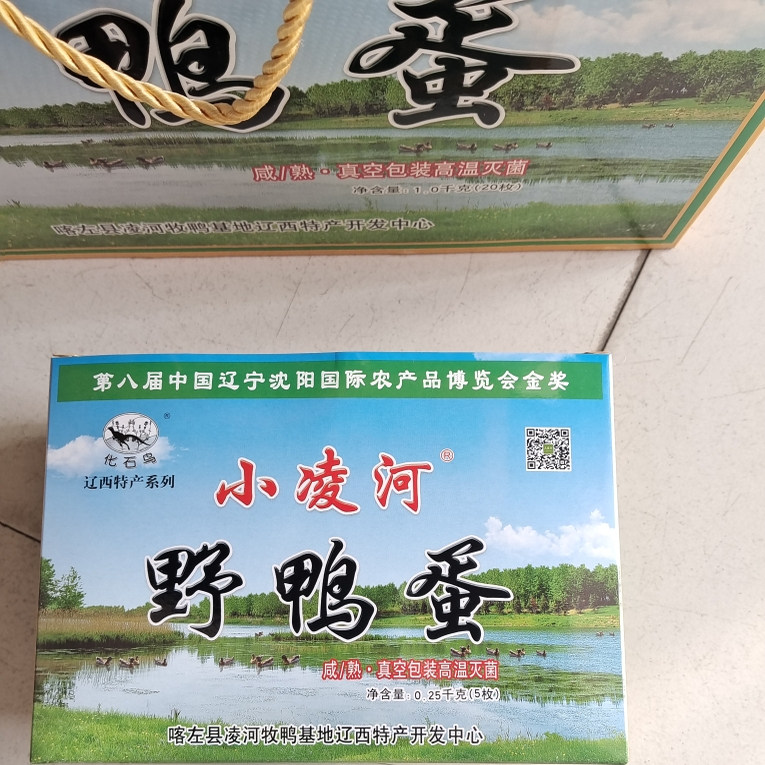 鸭蛋
咸/熟·真空包装高温灭菌
净含量:1.0千克(20枚)
喀左县凌河牧鸭基地辽西特产开发中心
第八届中国辽宁沈阳国际农产品博览会金奖
®
化石鸟
辽西特产系列
小凌河®
野鸭蛋
咸/熟·真空包装高温灭菌
净含量:0.25千克(5枚)
喀左县凌河牧鸭基地辽西特产开发中心